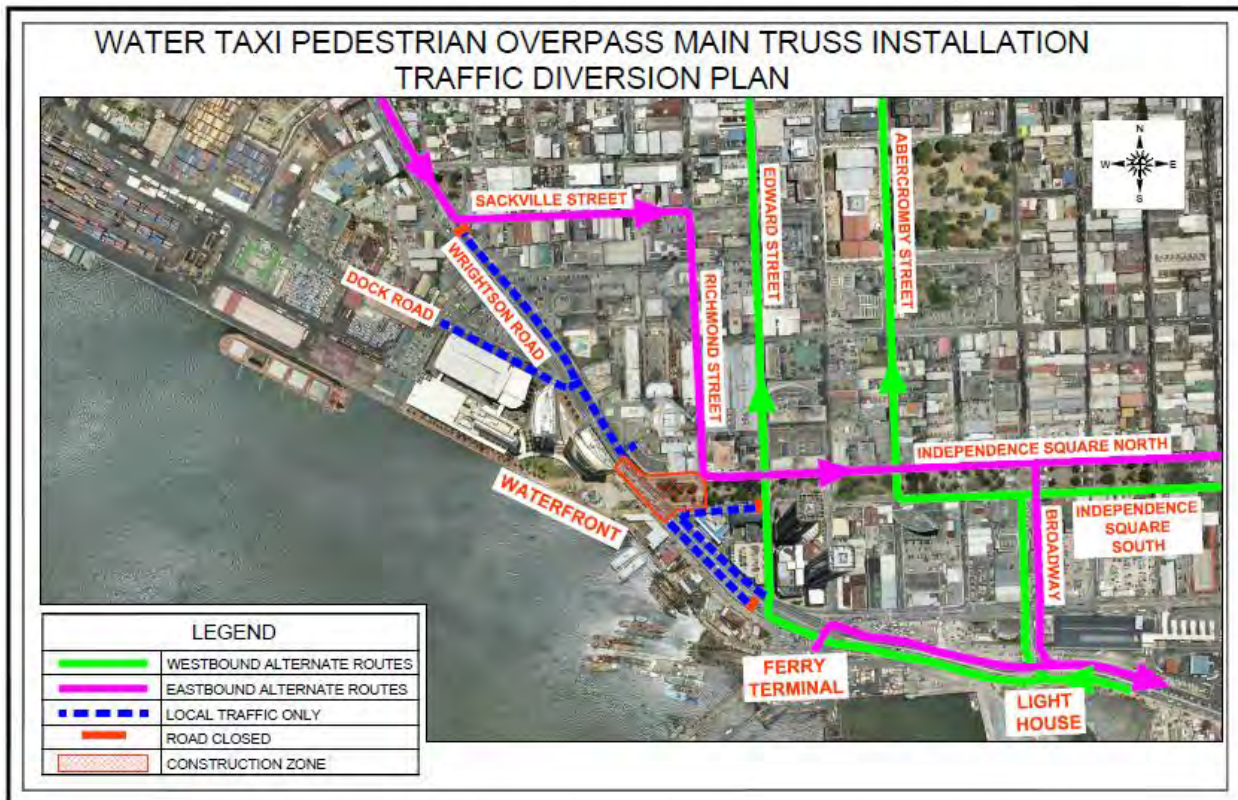 WATER TAXI PEDESTRIAN OVERPASS MAIN TRUSS INSTALLATION
TRAFFIC DIVERSION PLAN
N
W
E
S
SACKVILLE STREET
WRIGHTSON ROAD
DOCK ROAD
RICHMOND STREET
EDWARD STREET
ABERCROMBY STREET
INDEPENDENCE SQUARE NORTH
INDEPENDENCE
SQUARE
SOUTH
BROADWAY
WATERFRONT
FERRY
TERMINAL
LIGHT
HOUSE
LEGEND
WESTBOUND ALTERNATE ROUTES
EASTBOUND ALTERNATE ROUTES
LOCAL TRAFFIC ONLY
ROAD CLOSED
CONSTRUCTION ZONE